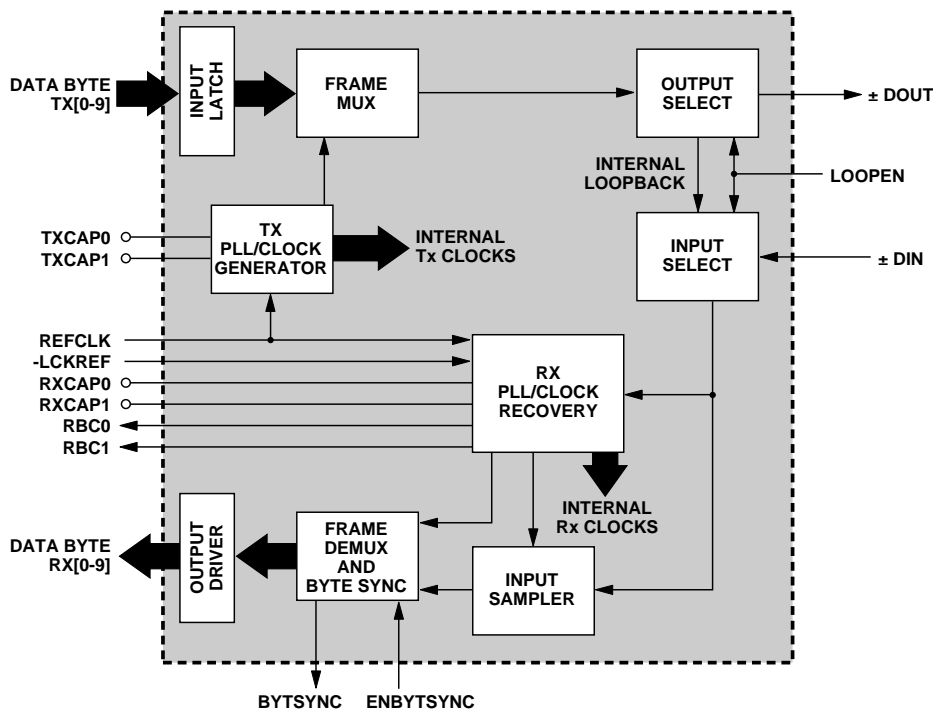 DATA BYTE
TX[0-9]
INPUT
LATCH
FRAME
MUX
OUTPUT
SELECT
± DOUT
INTERNAL
LOOPBACK
LOOPEN
TXCAP0
TXCAP1
TX
PLL/CLOCK
GENERATOR
INTERNAL
Tx CLOCKS
INPUT
SELECT
± DIN
REFCLK
-LCKREF
RXCAP0
RXCAP1
RBC0
RBC1
RX
PLL/CLOCK
RECOVERY
INTERNAL
Rx CLOCKS
DATA BYTE
RX[0-9]
OUTPUT
DRIVER
FRAME
DEMUX
AND
BYTE SYNC
INPUT
SAMPLER
BYTSYNC
ENBYTSYNC